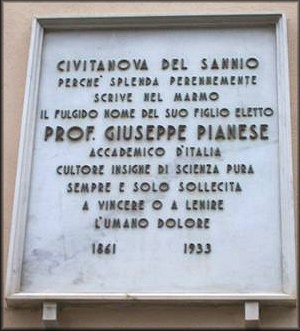 CIVITANOVA DEL SANNIO
PERCHE' SPLENDA PERENNEMENTE
SCRIVE NEL MARMO
IL FULGIDO NOME DEL SUO FIGLIO ELETTO
PROF. GIUSEPPE PIANESE
ACCADEMICO D'ITALIA
CULTORE INSIGNE DI SCIENZA PURA
SEMPRE E SOLO SOLLECITA
A VINCERE O A LENIRE
L'UMANO DOLORE
1861 1933